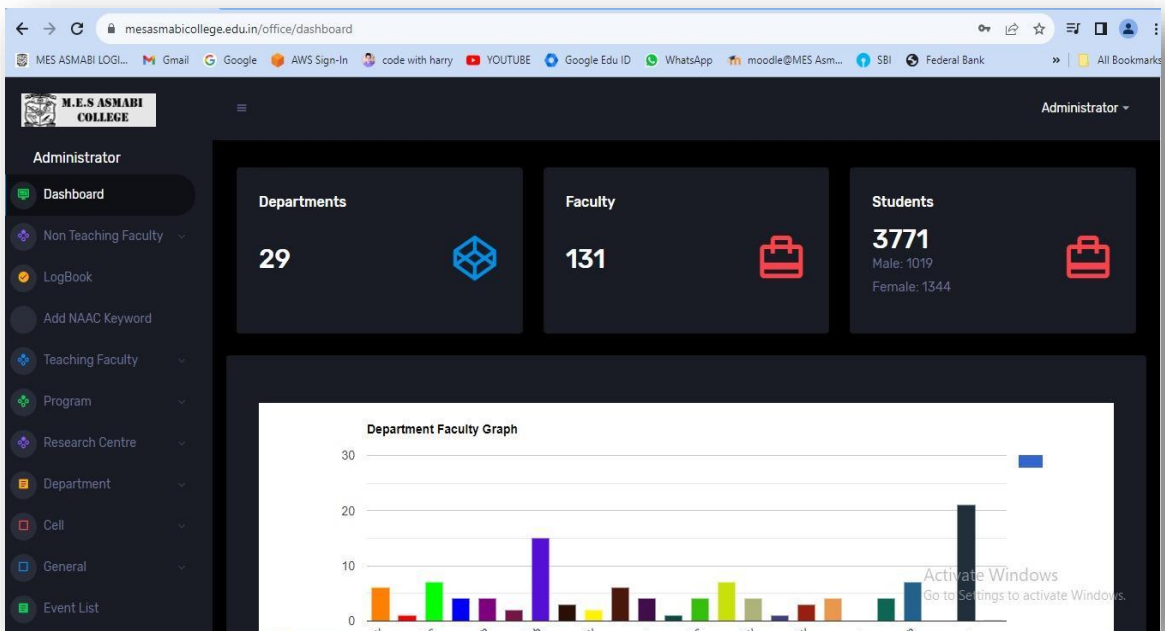 mesasmabicollege.edu.in/office/dashboard
MES ASMABI LOGI... Gmail Google AWS Sign-In code with harry YOUTUBE Google Edu ID WhatsApp moodle@MES Asm... SBI Federal Bank » All Bookmarks
M.E.S ASMABI
COLLEGE
Administrator
Administrator
Dashboard
Non Teaching Faculty
LogBook
Add NAAC Keyword
Teaching Faculty
Program
Research Centre
Department
Cell
General
Event List
Departments
29
Faculty
131
Students
3771
Male: 1019
Female: 1344
Department Faculty Graph
30
20
10
0
Activate Windows
Go to Settings to activate Windows.